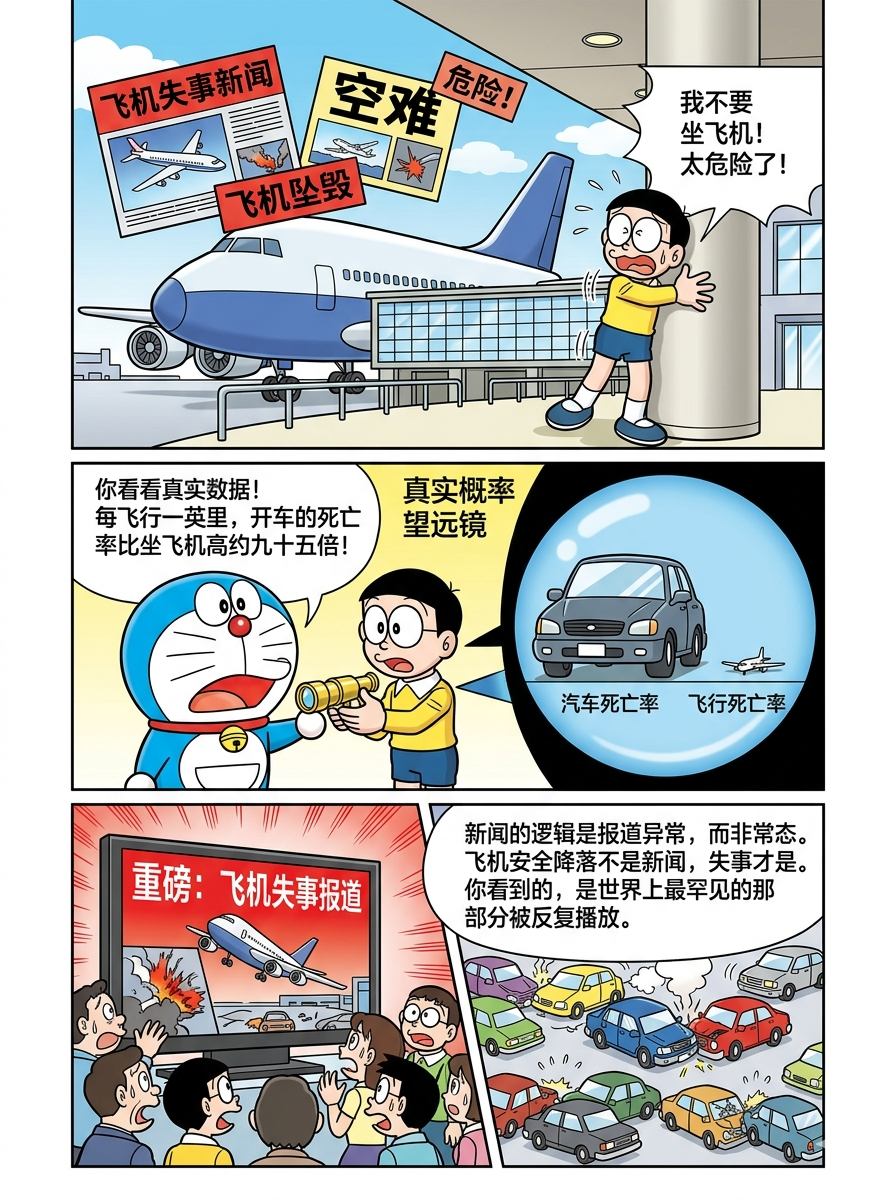 飞机失事新闻
空难
危险！
飞机坠毁
我不要
坐飞机！
太危险了！
你看看真实数据！
每飞行一英里，开车的死亡
率比坐飞机高约九十五倍！
真实概率
望远镜
汽车死亡率
飞行死亡率
重磅：飞机失事报道
新闻的逻辑是报道异常，而非常态。
飞机安全降落不是新闻，失事才是。
你看到的，是世界上最罕见的那
部分被反复播放。